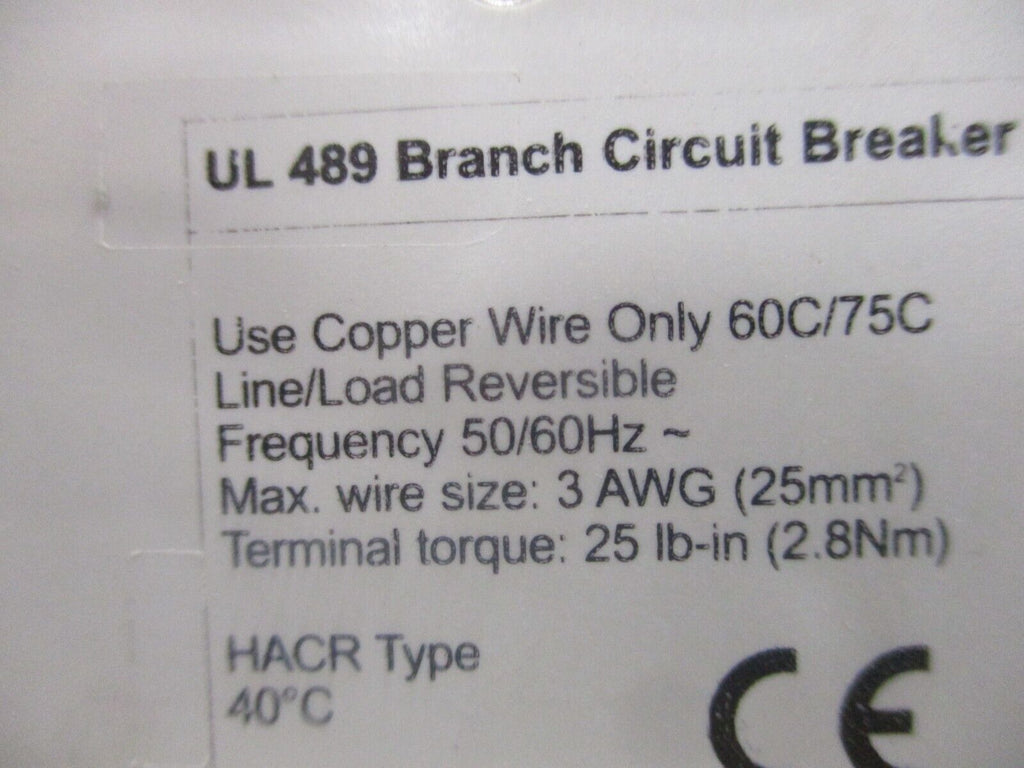 UL 489 Branch Circuit Breaker
Use Copper Wire Only 60C/75C
Line/Load Reversible
Frequency 50/60Hz ~
Max. wire size: 3 AWG (25mm²)
Terminal torque: 25 lb-in (2.8Nm)
HACR Type
40°C
CE